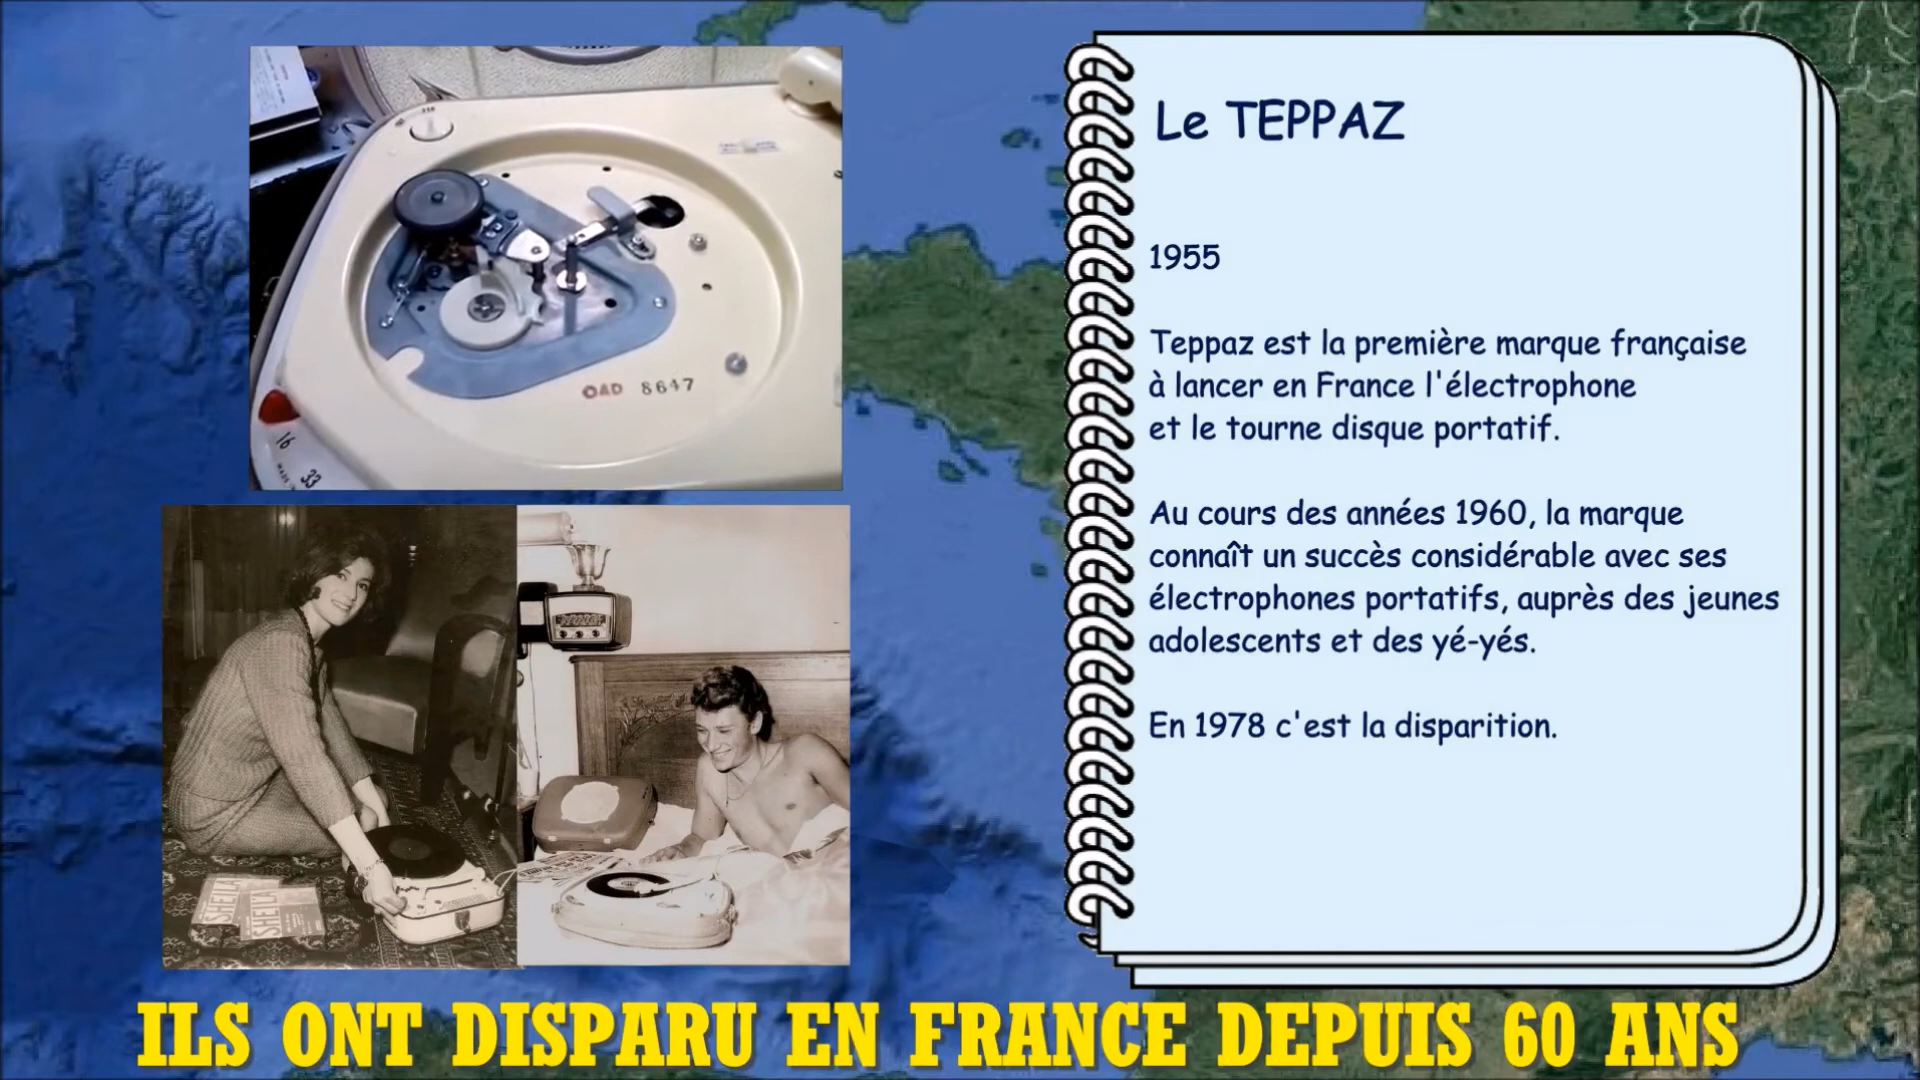 Le TEPPAZ
1955
Teppaz est la première marque française
à lancer en France l'électrophone
et le tourne disque portatif.
Au cours des années 1960, la marque
connaît un succès considérable avec ses
électrophones portatifs, auprès des jeunes
adolescents et des yé-yés.
En 1978 c'est la disparition.
OAD 8647
16
33
SHEILA
SHEILA
ILS ONT DISPARU EN FRANCE DEPUIS 60 ANS